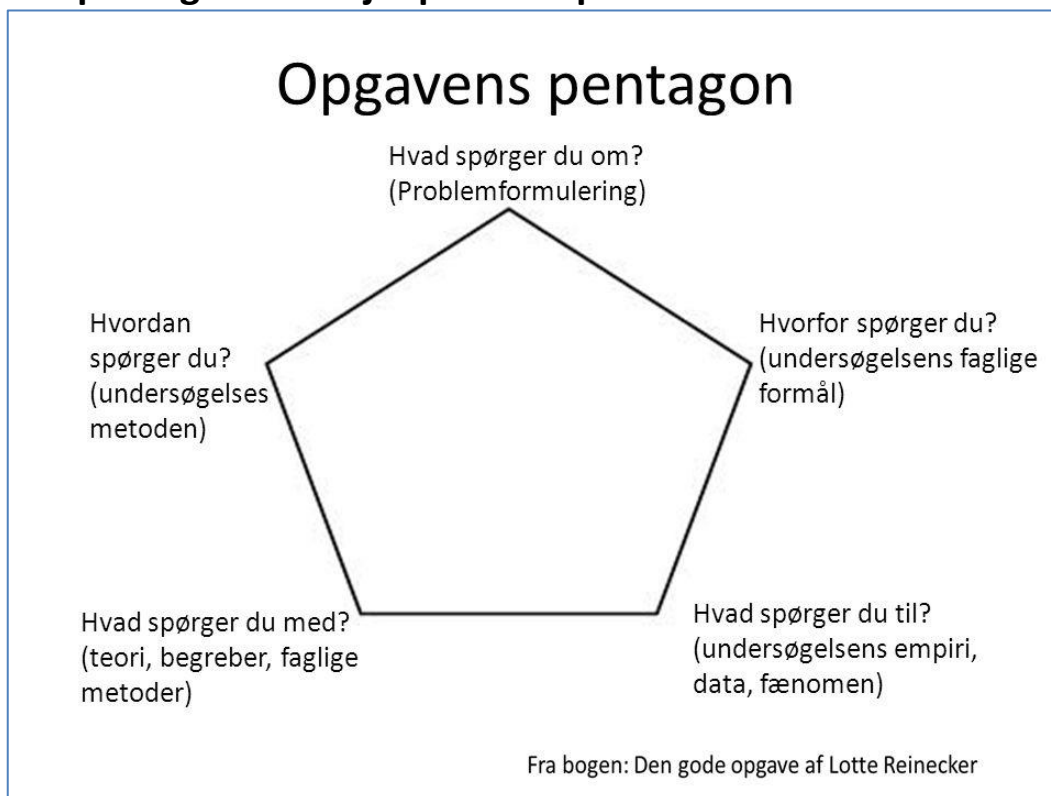 Opgavens pentagon
Hvad spørger du om?
(Problemformulering)
Hvordan
spørger du?
(undersøgelses
metoden)
Hvorfor spørger du?
(undersøgelsens faglige
formål)
Hvad spørger du med?
(teori, begreber, faglige
metoder)
Hvad spørger du til?
(undersøgelsens empiri,
data, fænomen)
Fra bogen: Den gode opgave af Lotte Reinecker